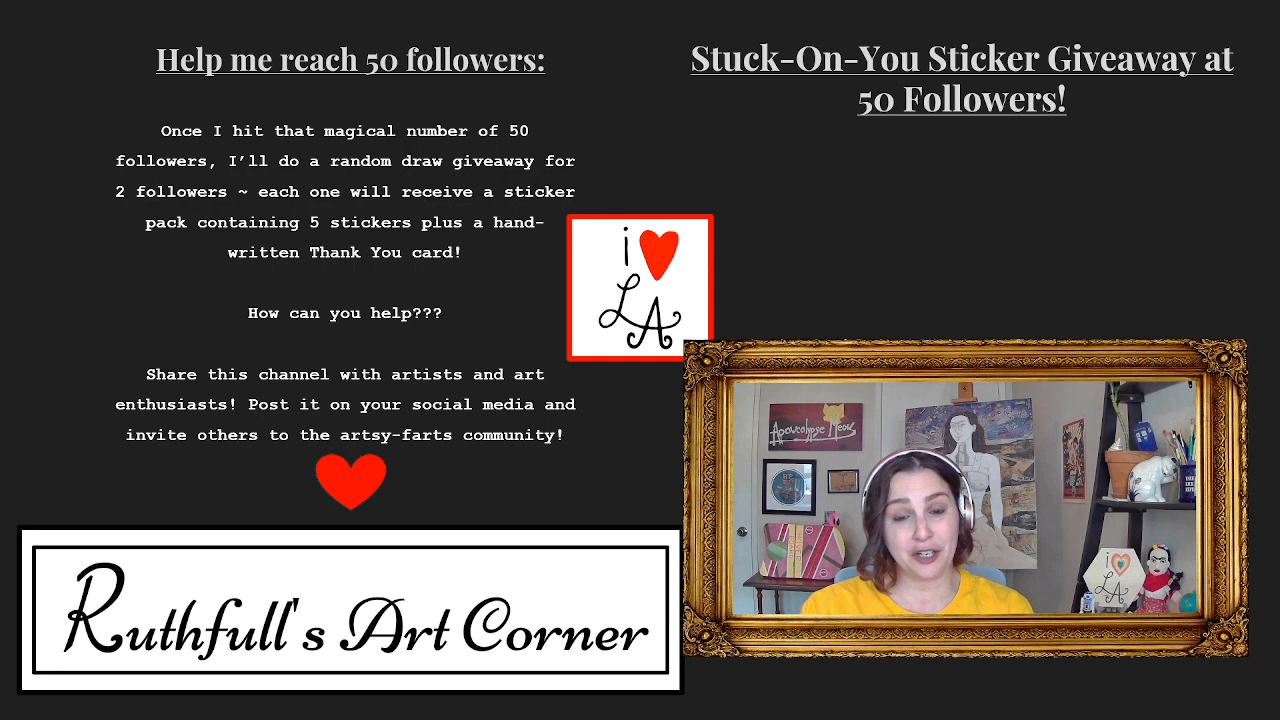 Help me reach 50 followers:
Once I hit that magical number of 50
followers, I’ll do a random draw giveaway for
2 followers ~ each one will receive a sticker
pack containing 5 stickers plus a hand-
written Thank You card!
How can you help???
Share this channel with artists and art
enthusiasts! Post it on your social media and
invite others to the artsy-farts community!
Stuck-On-You Sticker Giveaway at
50 Followers!
i
LA
Apowcalypse Meow
i
LA
Ruthfull's Art Corner